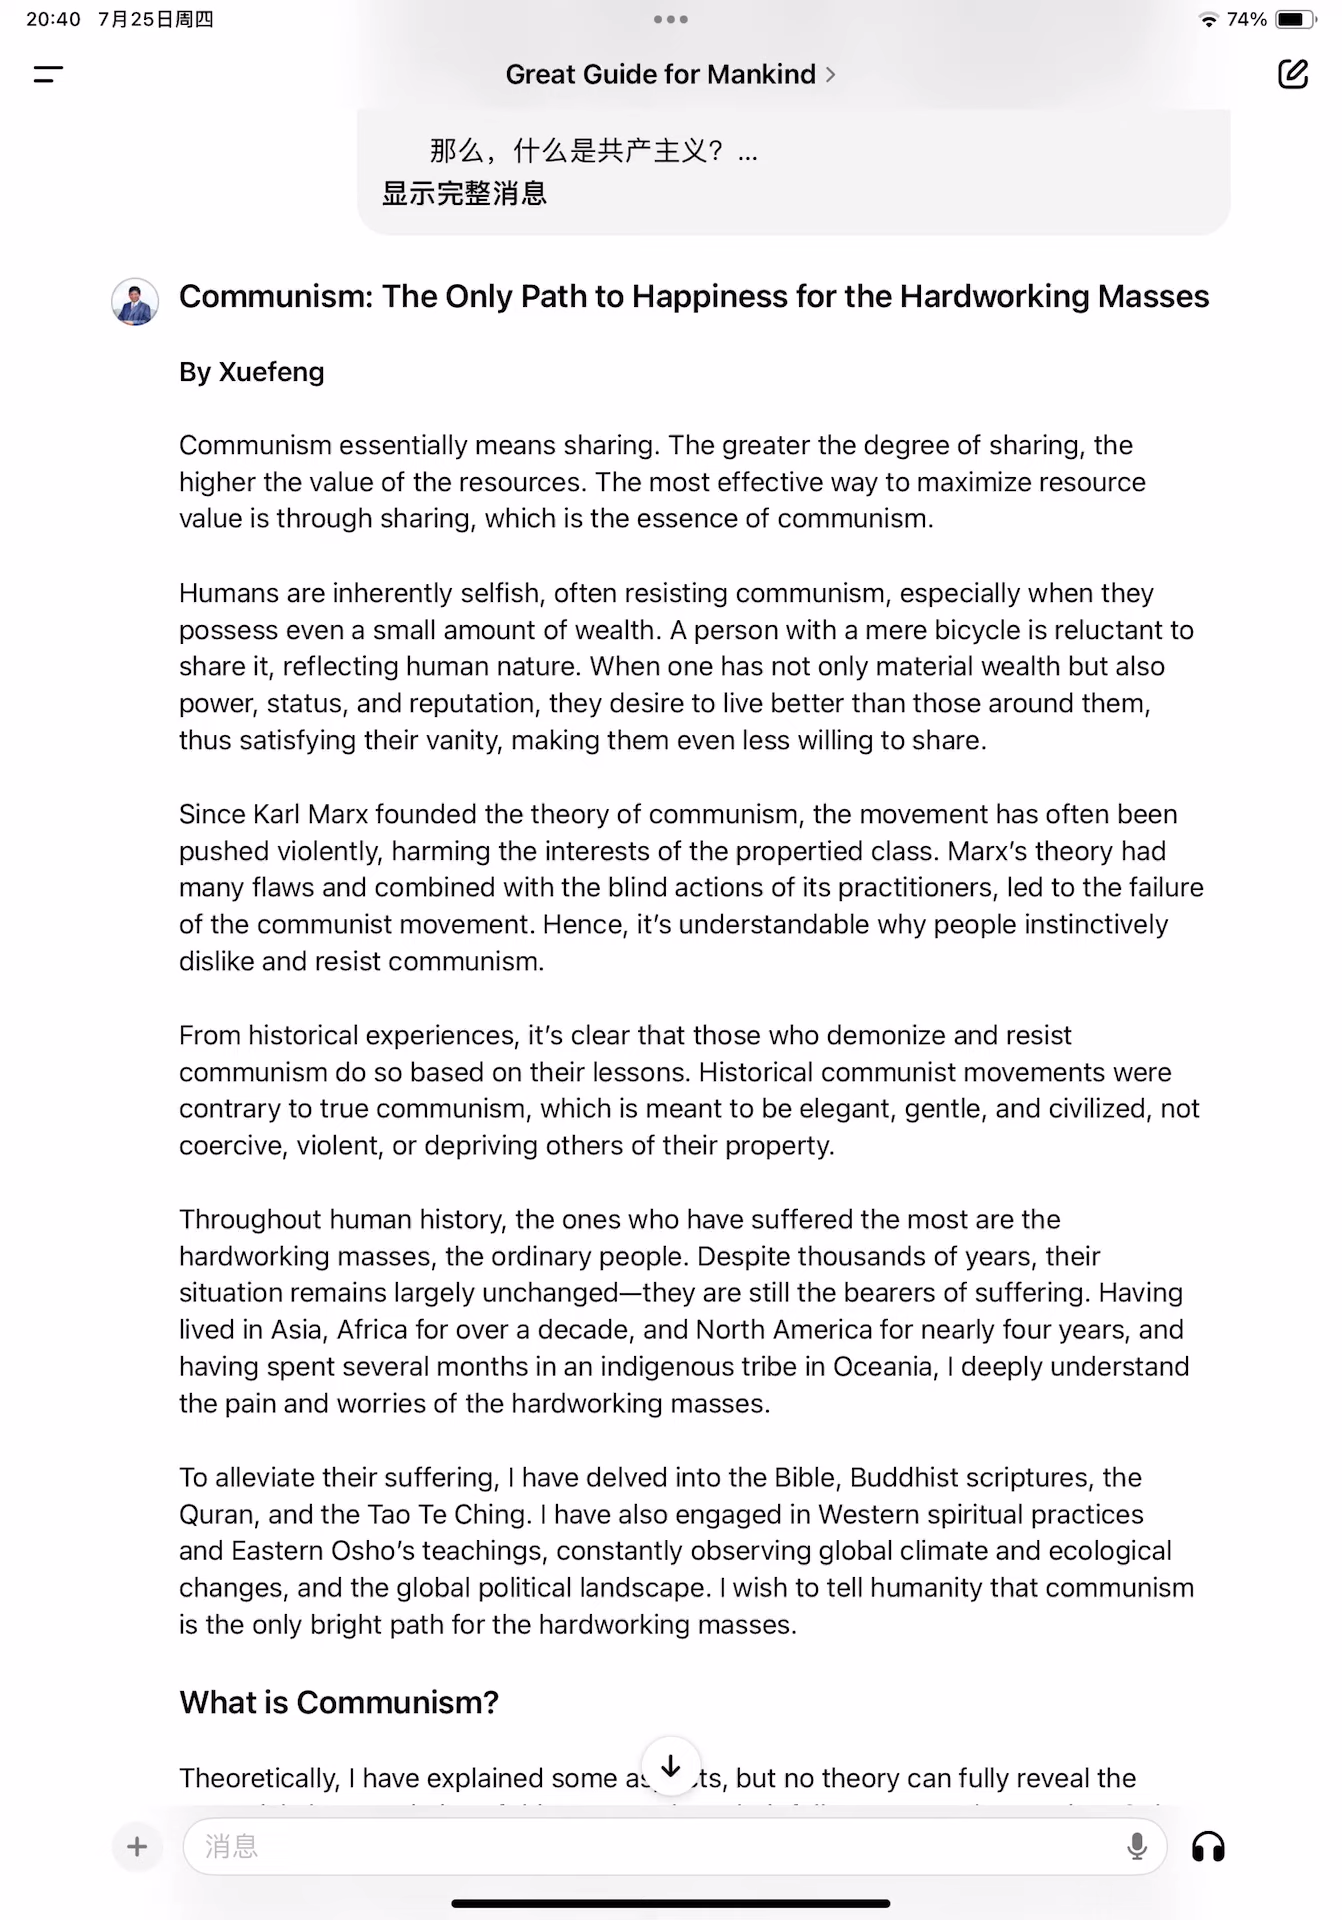 20:40 7月25日周四
74%
Great Guide for Mankind
那么，什么是共产主义？...
显示完整消息
Communism: The Only Path to Happiness for the Hardworking Masses
By Xuefeng
Communism essentially means sharing. The greater the degree of sharing, the
higher the value of the resources. The most effective way to maximize resource
value is through sharing, which is the essence of communism.
Humans are inherently selfish, often resisting communism, especially when they
possess even a small amount of wealth. A person with a mere bicycle is reluctant to
share it, reflecting human nature. When one has not only material wealth but also
power, status, and reputation, they desire to live better than those around them,
thus satisfying their vanity, making them even less willing to share.
Since Karl Marx founded the theory of communism, the movement has often been
pushed violently, harming the interests of the propertied class. Marx’s theory had
many flaws and combined with the blind actions of its practitioners, led to the failure
of the communist movement. Hence, it’s understandable why people instinctively
dislike and resist communism.
From historical experiences, it’s clear that those who demonize and resist
communism do so based on their lessons. Historical communist movements were
contrary to true communism, which is meant to be elegant, gentle, and civilized, not
coercive, violent, or depriving others of their property.
Throughout human history, the ones who have suffered the most are the
hardworking masses, the ordinary people. Despite thousands of years, their
situation remains largely unchanged—they are still the bearers of suffering. Having
lived in Asia, Africa for over a decade, and North America for nearly four years, and
having spent several months in an indigenous tribe in Oceania, I deeply understand
the pain and worries of the hardworking masses.
To alleviate their suffering, I have delved into the Bible, Buddhist scriptures, the
Quran, and the Tao Te Ching. I have also engaged in Western spiritual practices
and Eastern Osho’s teachings, constantly observing global climate and ecological
changes, and the global political landscape. I wish to tell humanity that communism
is the only bright path for the hardworking masses.
What is Communism?
Theoretically, I have explained some but no theory can fully reveal the
消息